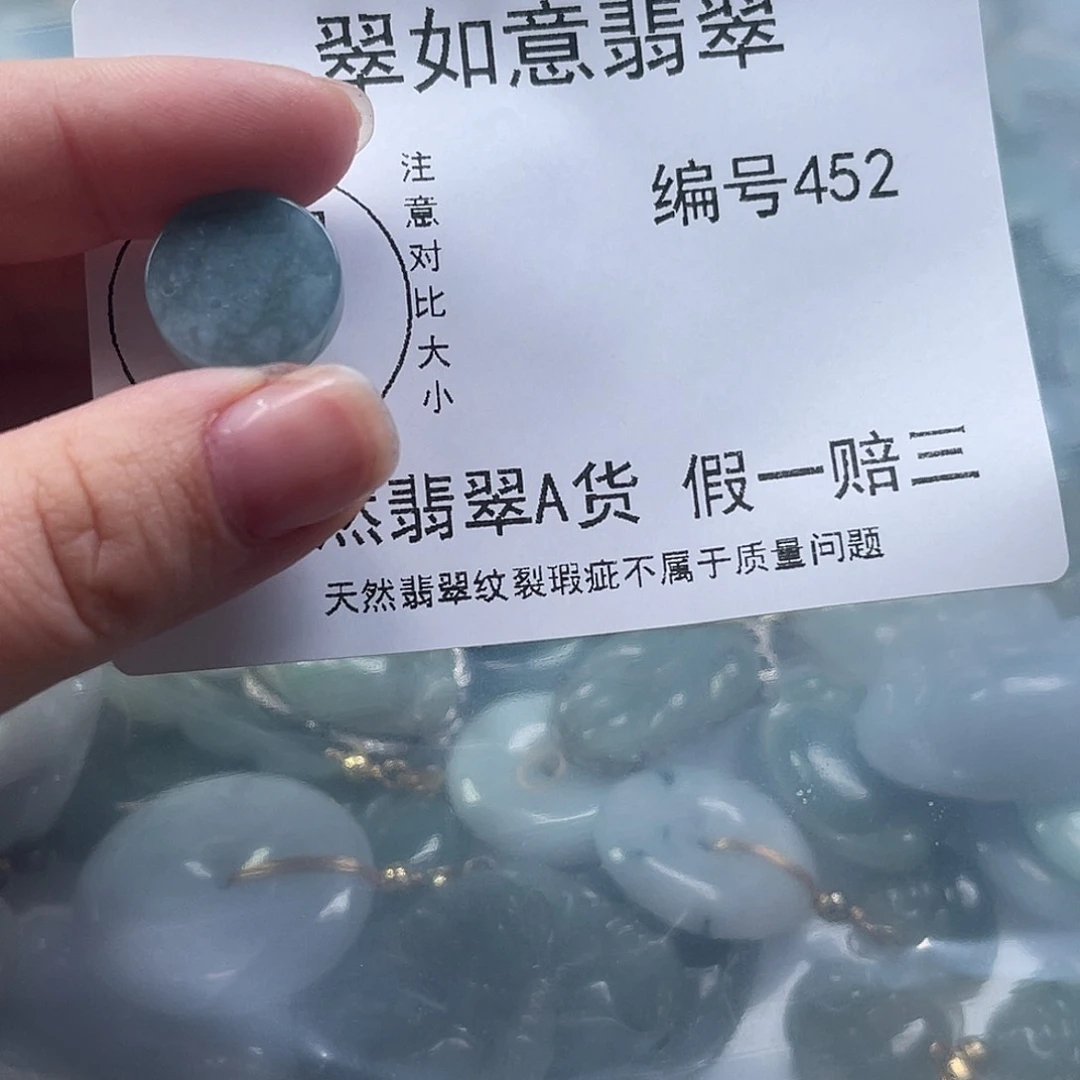 翠如意翡翠
编号452
注意对比大小
然翡翠A货 假一赔三
天然翡翠纹裂瑕疵不属于质量问题